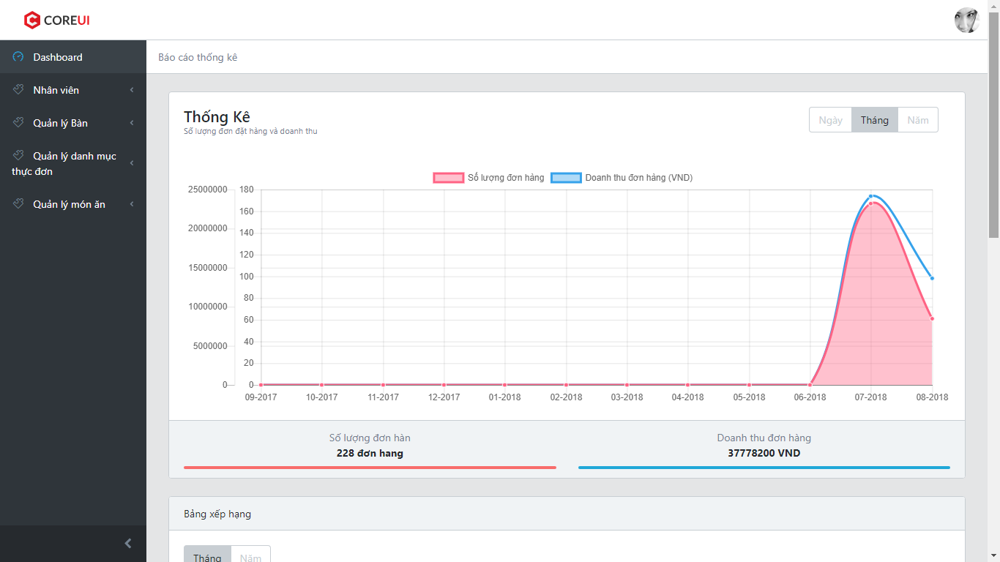 COREUI
Dashboard
Báo cáo thống kê
Nhân viên
Quản lý Bàn
Quản lý danh mục
thực đơn
Quản lý món ăn
Thống Kê
Số lượng đơn đặt hàng và doanh thu
Ngày Tháng Năm
Số lượng đơn hàng Doanh thu đơn hàng (VND)
25000000 180
160
20000000 140
120
15000000 100
80
10000000 60
40
5000000 20
0 0
09-2017 10-2017 11-2017 12-2017 01-2018 02-2018 03-2018 04-2018 05-2018 06-2018 07-2018 08-2018
Số lượng đơn hàn Doanh thu đơn hàng
228 đơn hang 37778200 VND
Bảng xếp hạng
Tháng Năm